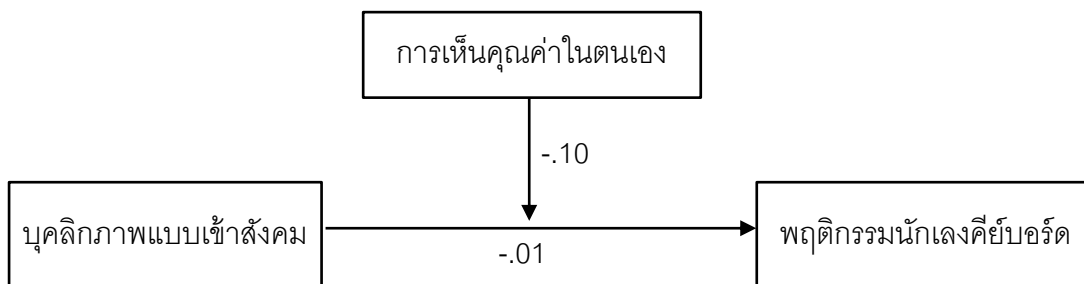 การเห็นคุณค่าในตนเอง
-.10
บุคลิกภาพแบบเข้าสังคม
พฤติกรรมนักเลงคีย์บอร์ด
-.01